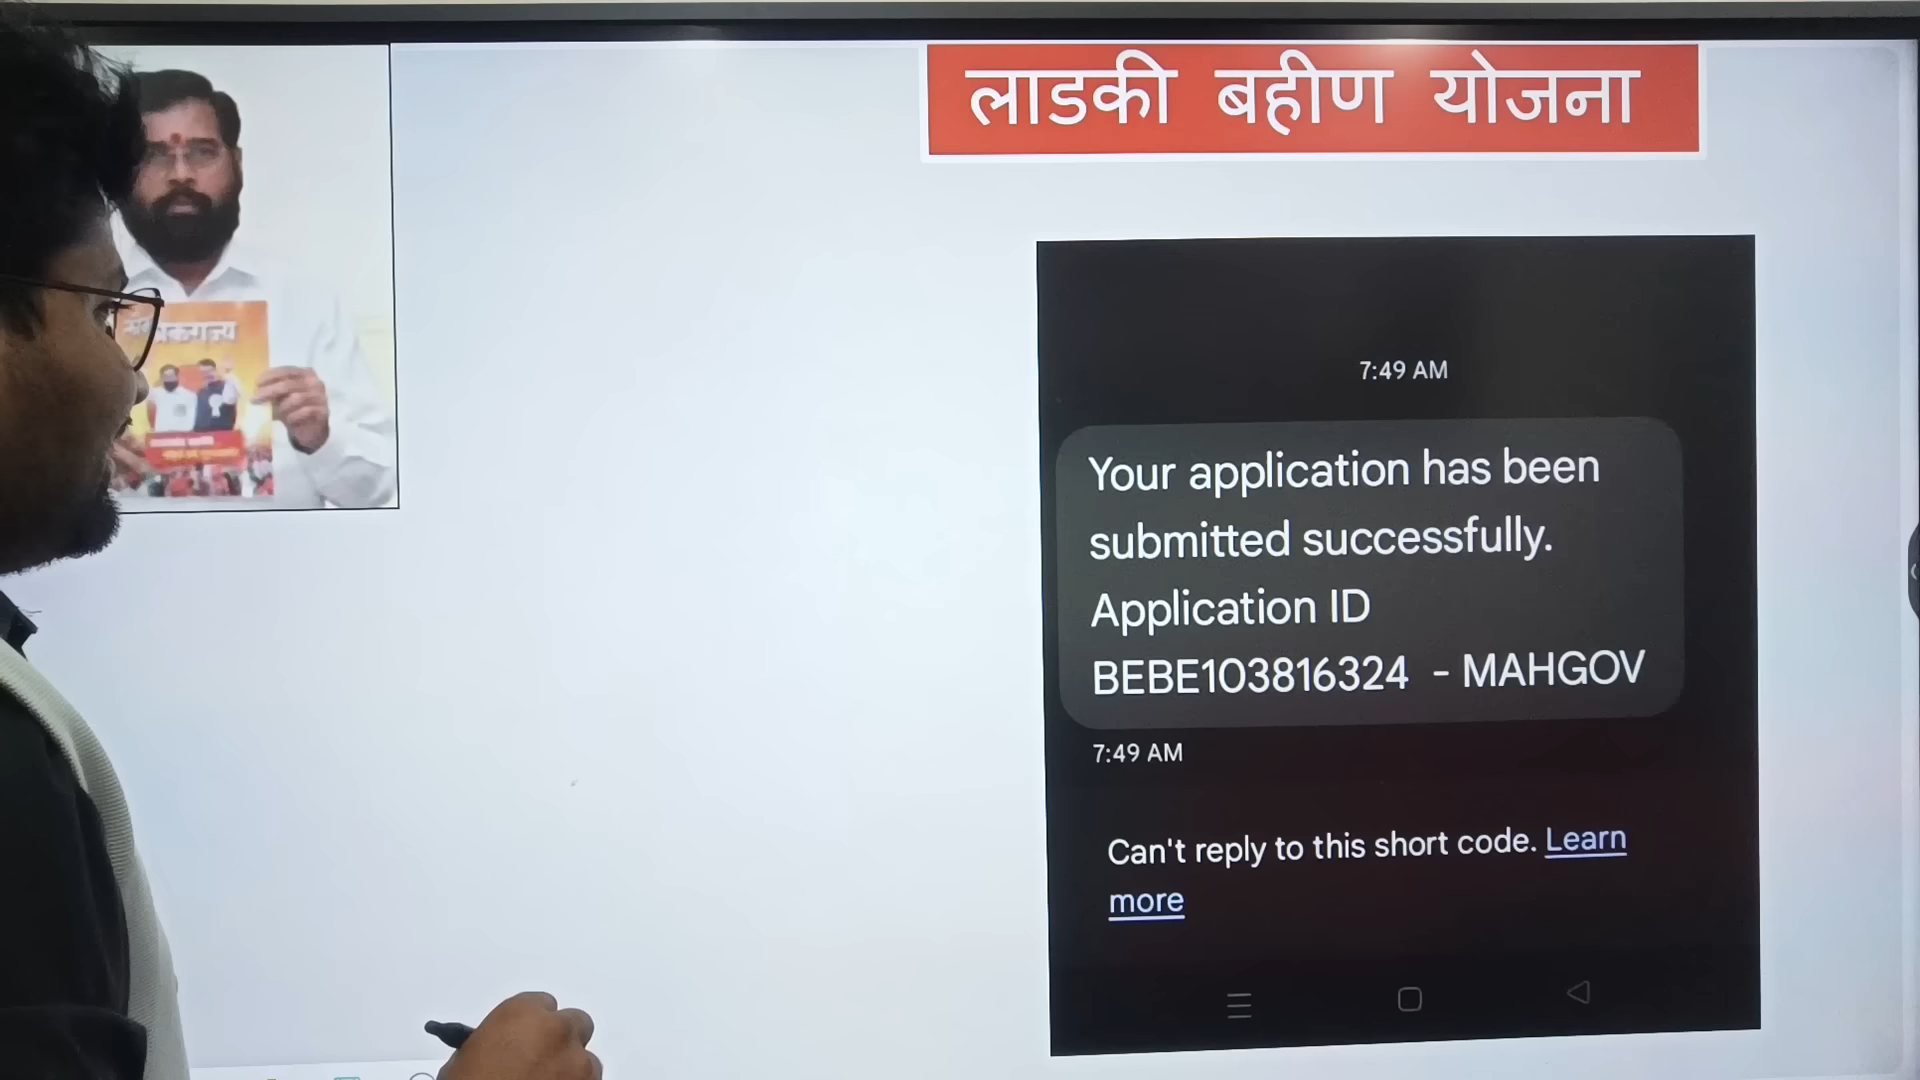 लाडकी बहीण योजना
7:49 AM
Your application has been
submitted successfully.
Application ID
BEBE103816324 - MAHGOV
7:49 AM
Can't reply to this short code. Learn
more